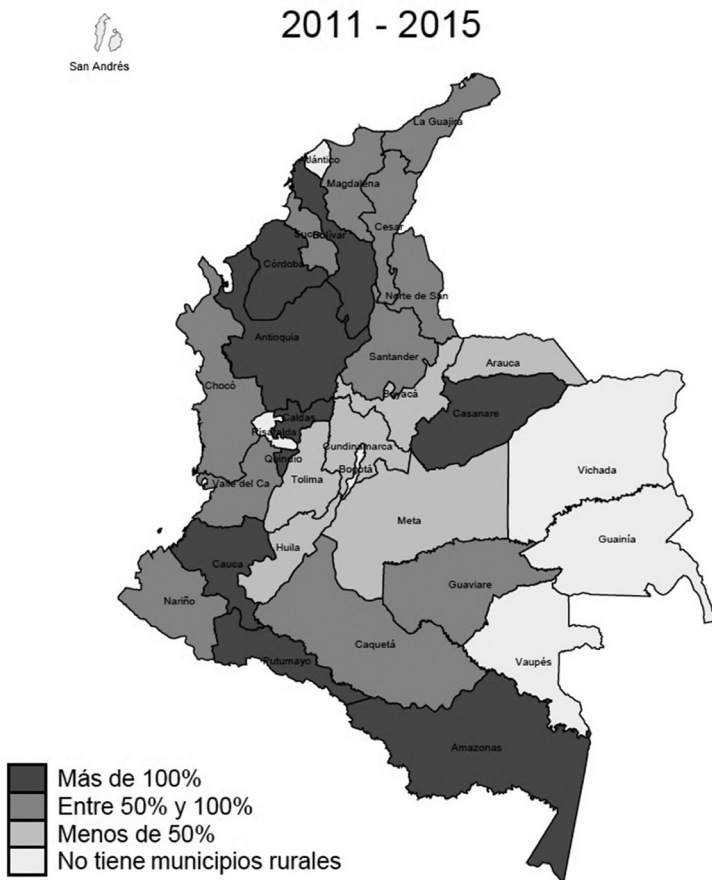 2011 - 2015
San Andrés
La Guajira
Atlántico
Magdalena
Cesar
Sucre
Bolívar
Córdoba
Norte de San
Antioquia
Santander
Arauca
Chocó
Boyacá
Caldas
Casanare
Risaralda
Cundinamarca
Quindio
Bogotá
Vichada
Tolima
Valle del Ca
Meta
Guainía
Huila
Cauca
Guaviare
Nariño
Caquetá
Vaupés
Putumayo
Amazonas
Más de 100%
Entre 50% y 100%
Menos de 50%
No tiene municipios rurales